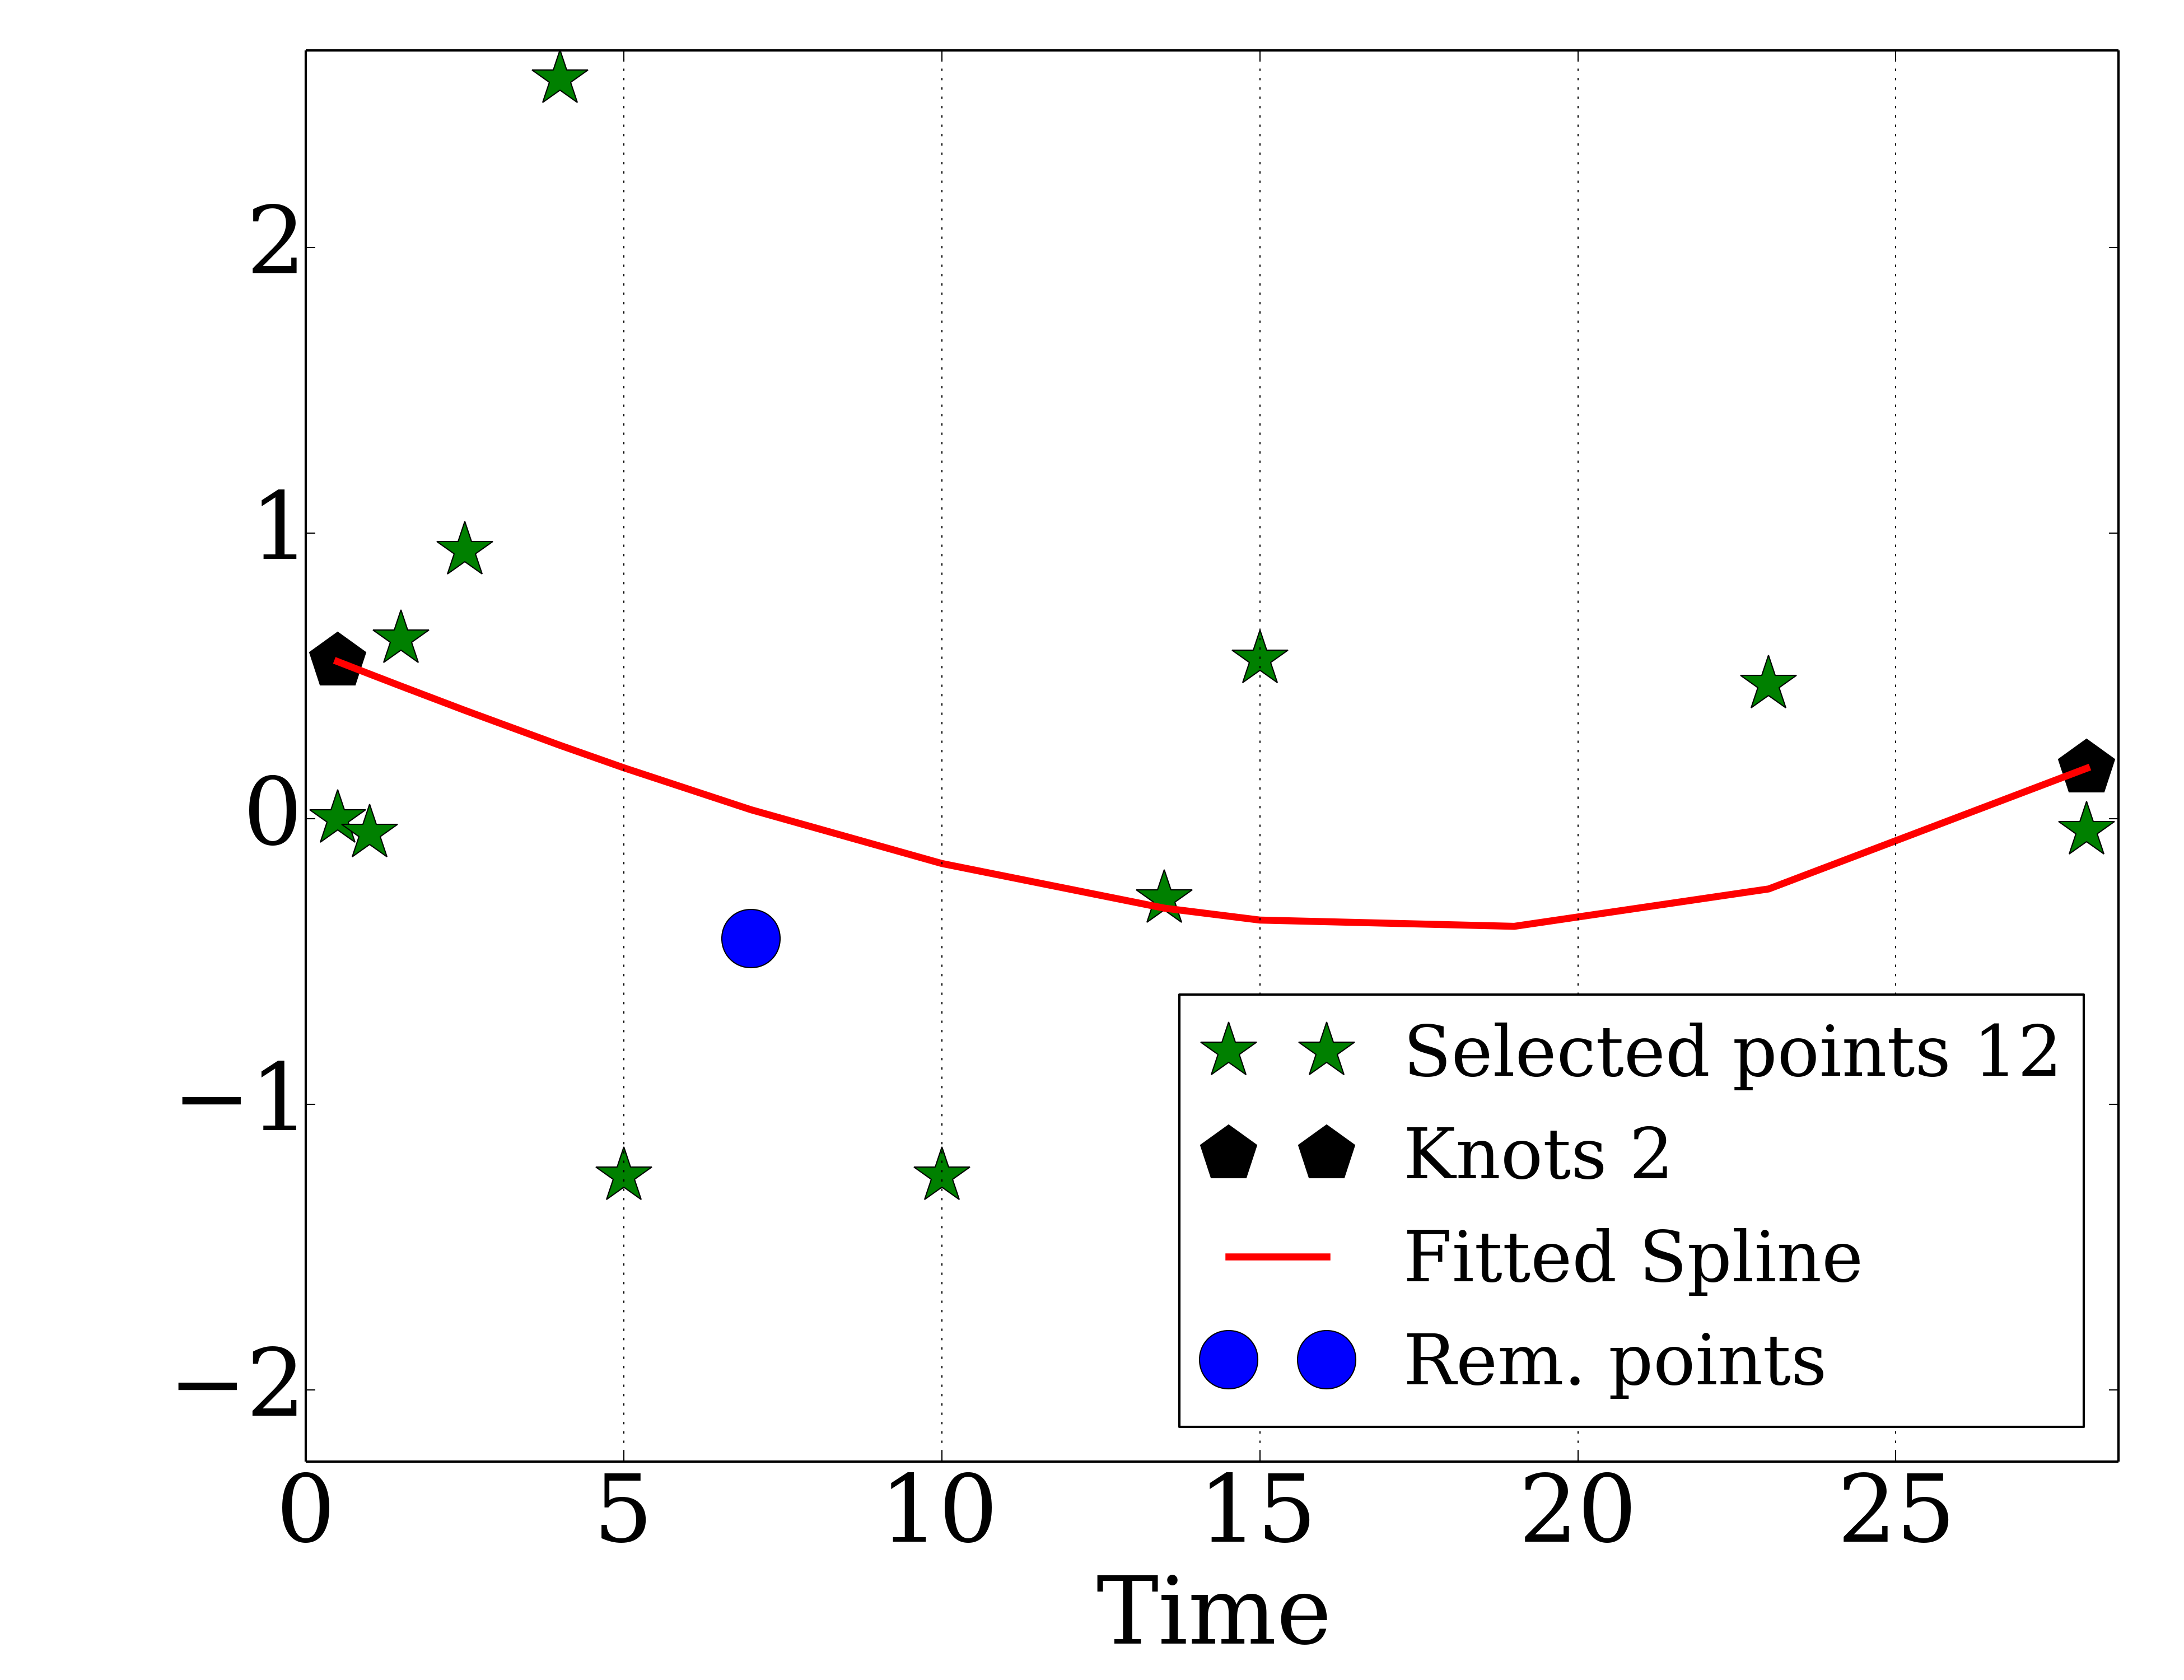 2
1
0
−1
−2
Selected points 12
Knots 2
Fitted Spline
Rem. points
0 5 10 15 20 25
Time